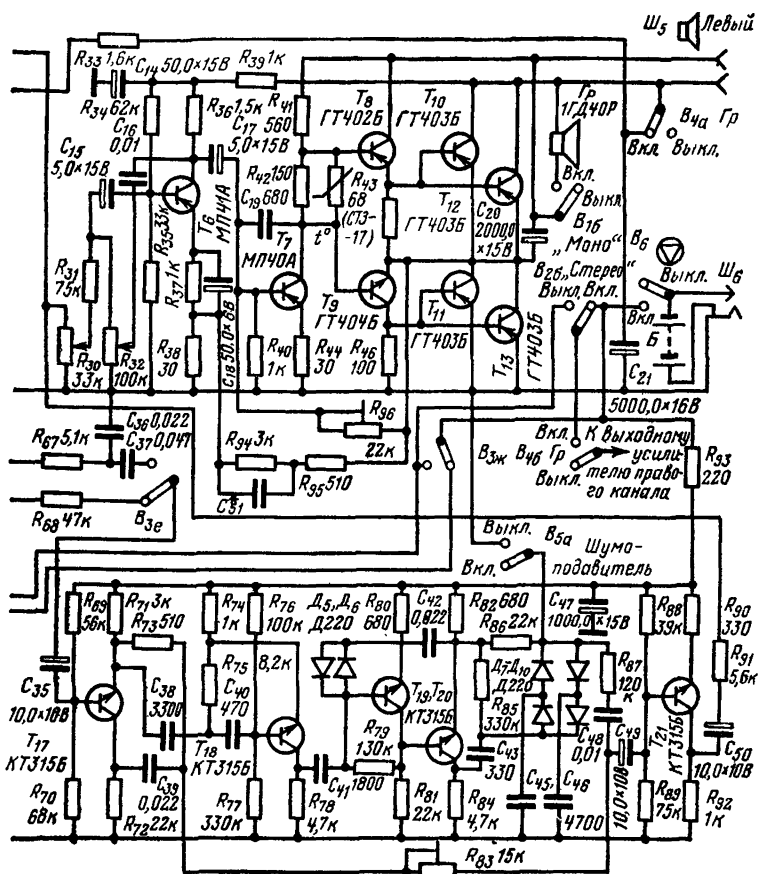 Ш5 Левый
R33 1,6к C14 50,0×15В R39 1к
R34 62к R36 1,5к R41 560 T8 ГТ402Б T10 ГТ403Б Гр 1ГД40Р В4а Гр
C16 0,01 C17 5,0×15В Вкл. Выкл.
C15 5,0×15В
R42 150 R43 68 (СТ3--17) Вкл.
C19 680 t° T12 ГТ403Б C20 2000,0×15В Выкл. В1б
R35 33к T6 МП41А T7 МП40А „Моно“ В6
R31 75к R37 1к T9 ГТ404Б T11 ГТ403Б T13 ГТ403Б В2б „Стерео“ Выкл. Ш6
Выкл. Вкл. Вкл. Б
R30 33к R32 100к R38 30 C18 50,0×6В R40 1к R44 30 R46 100 C21
5000,0×16В
C36 0,022 R96 22к
R67 5,1к C37 0,047 R94 3к R95 510 В3ж Вкл. В4б Гр Выкл. К выходному усилителю правого канала R93 220
R68 47к В3е C51
Выкл. В5а Вкл. Шумоподавитель
R69 56к R71 3к R73 510 R74 1к R76 100к Д5, Д6 Д220 R80 680 C42 0,022 R82 680 R86 22к C47 1000,0×15В R88 39к R90 330
R75 8,2к C40 470 Д7-Д10 Д220 R87 120к R91 5,6к
C35 10,0×10В C38 3300 T18 КТ315Б R79 130к T19, T20 КТ315Б R85 330к C48 0,01 C49 10,0×10В T21 КТ315Б C50 10,0×10В
T17 КТ315Б C39 0,022 C41 1800 C43 330 C45 C46 4700
R70 68к R72 22к R77 330к R78 4,7к R81 22к R84 4,7к R89 75к R92 1к
R83 15к